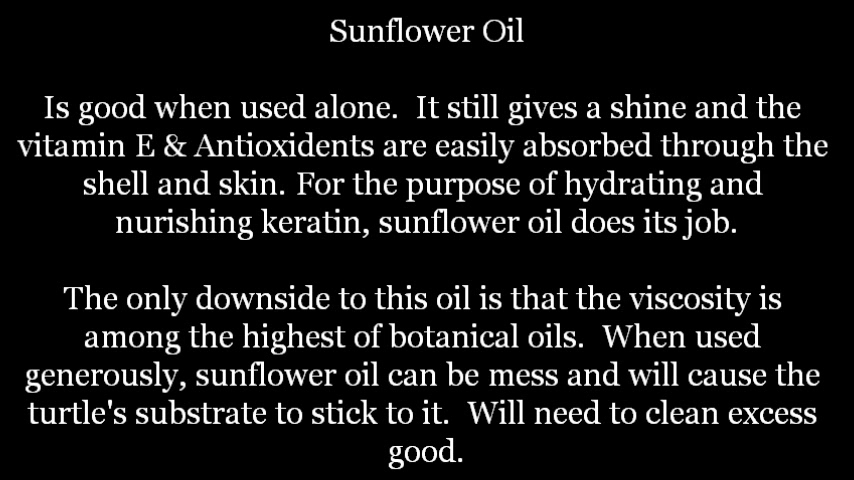 Sunflower Oil
Is good when used alone.  It still gives a shine and the
vitamin E & Antioxidents are easily absorbed through the
shell and skin. For the purpose of hydrating and
nurishing keratin, sunflower oil does its job.
The only downside to this oil is that the viscosity is
among the highest of botanical oils.  When used
generously, sunflower oil can be mess and will cause the
turtle's substrate to stick to it.  Will need to clean excess
good.